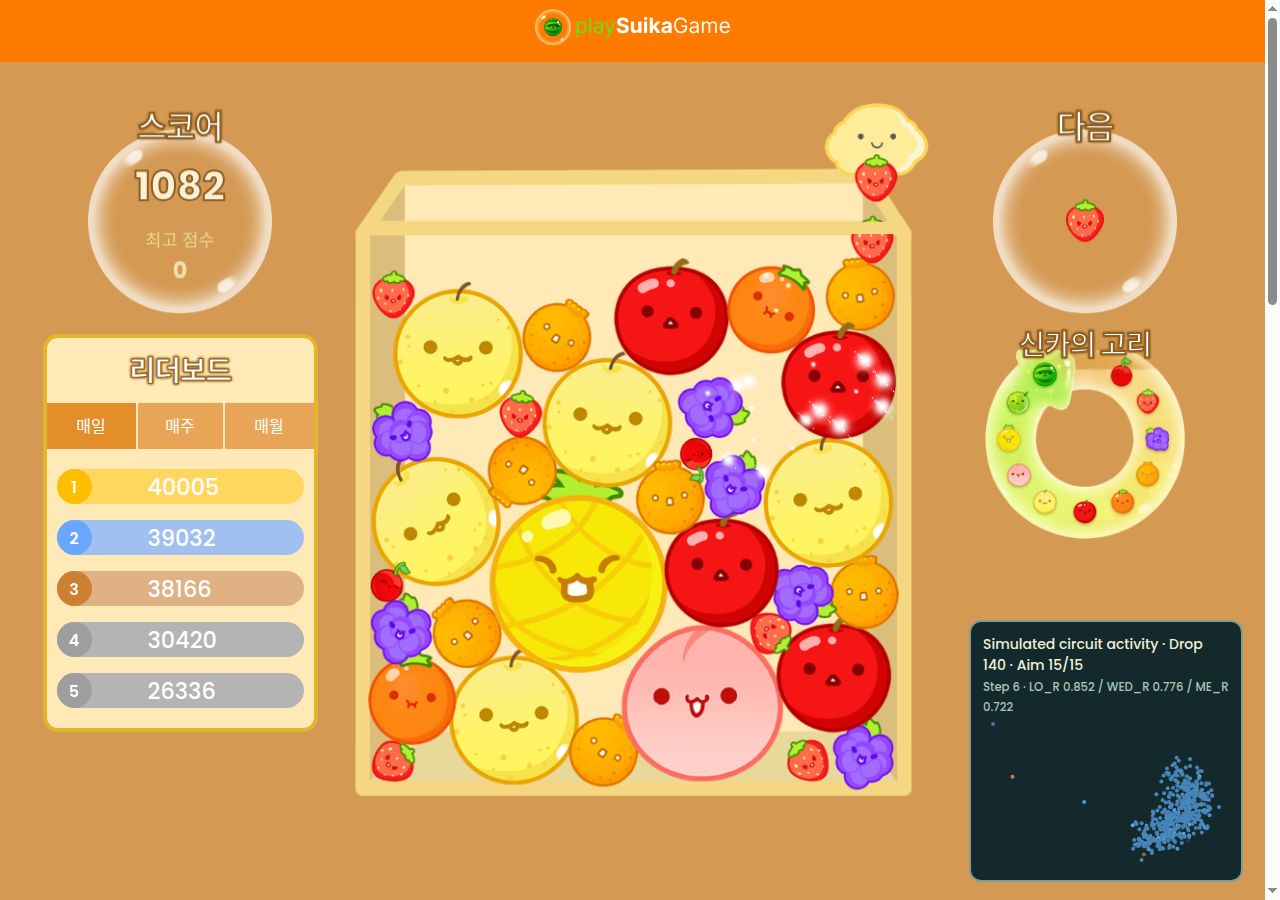 playSuikaGame
스코어
1082
최고 점수
0
리더보드
매일 매주 매월
1 40005
2 39032
3 38166
4 30420
5 26336
다음
신카의 고리
Simulated circuit activity · Drop
140 · Aim 15/15
Step 6 · LO_R 0.852 / WED_R 0.776 / ME_R
0.722